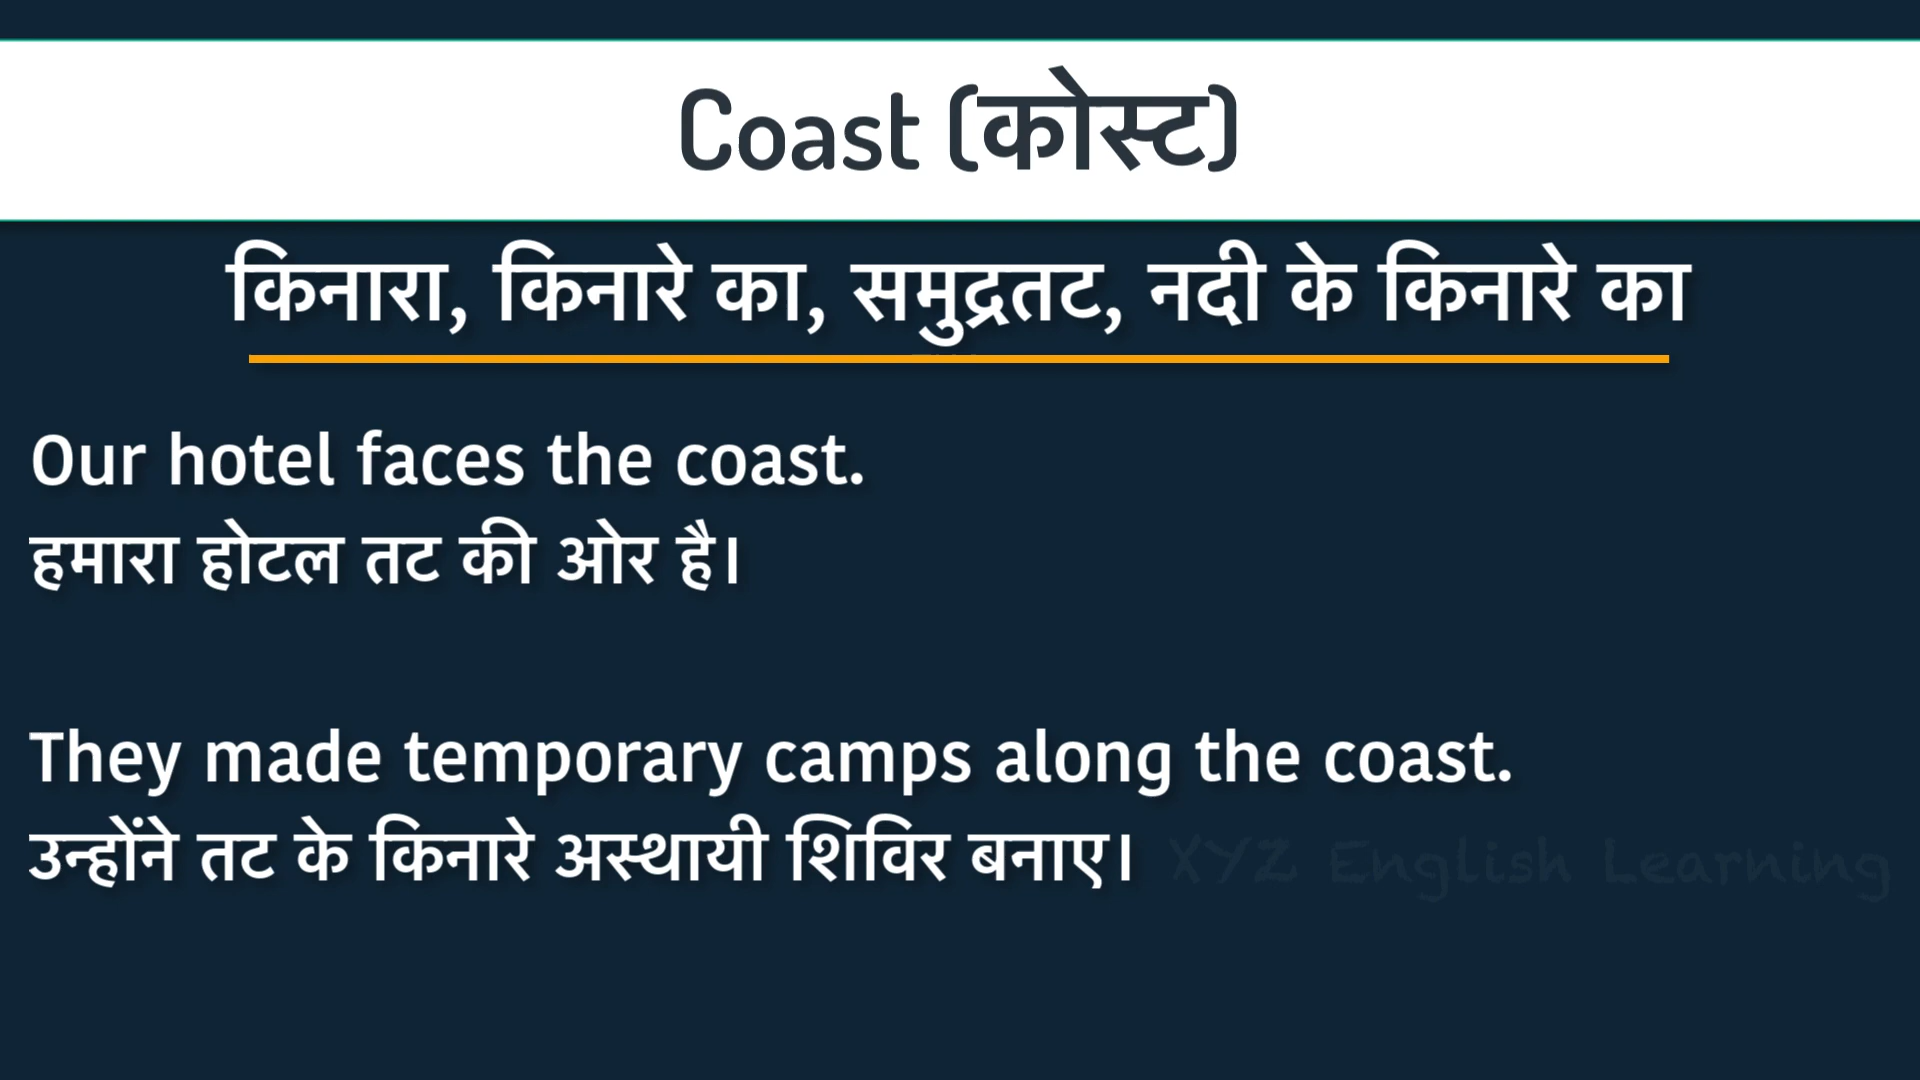 Coast (कोस्ट)
किनारा, किनारे का, समुद्रतट, नदी के किनारे का
Our hotel faces the coast.
हमारा होटल तट की ओर है।
They made temporary camps along the coast.
उन्होंने तट के किनारे अस्थायी शिविर बनाए।
XYZ English Learning